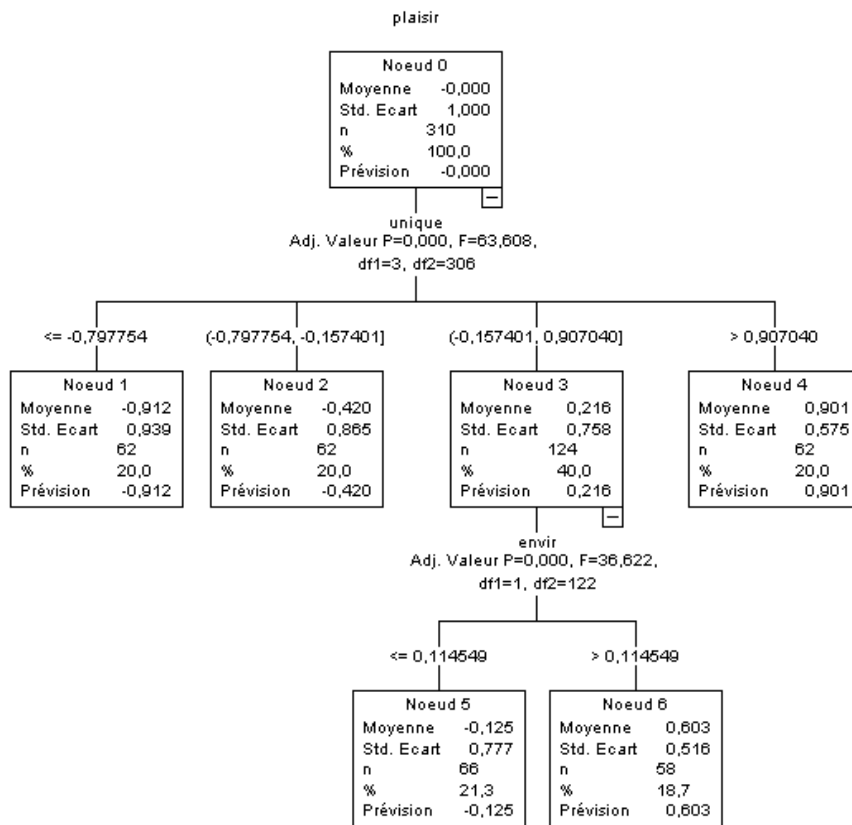 plaisir
Noeud 0
Moyenne -0,000
Std. Ecart 1,000
n 310
% 100,0
Prévision -0,000
unique
Adj. Valeur P=0,000, F=63,608,
df1=3, df2=306
<= -0,797754
(-0,797754, -0,157401]
(-0,157401, 0,907040]
> 0,907040
Noeud 1
Moyenne -0,912
Std. Ecart 0,939
n 62
% 20,0
Prévision -0,912
Noeud 2
Moyenne -0,420
Std. Ecart 0,865
n 62
% 20,0
Prévision -0,420
Noeud 3
Moyenne 0,216
Std. Ecart 0,758
n 124
% 40,0
Prévision 0,216
Noeud 4
Moyenne 0,901
Std. Ecart 0,575
n 62
% 20,0
Prévision 0,901
envir
Adj. Valeur P=0,000, F=36,622,
df1=1, df2=122
<= 0,114549
> 0,114549
Noeud 5
Moyenne -0,125
Std. Ecart 0,777
n 66
% 21,3
Prévision -0,125
Noeud 6
Moyenne 0,603
Std. Ecart 0,516
n 58
% 18,7
Prévision 0,603